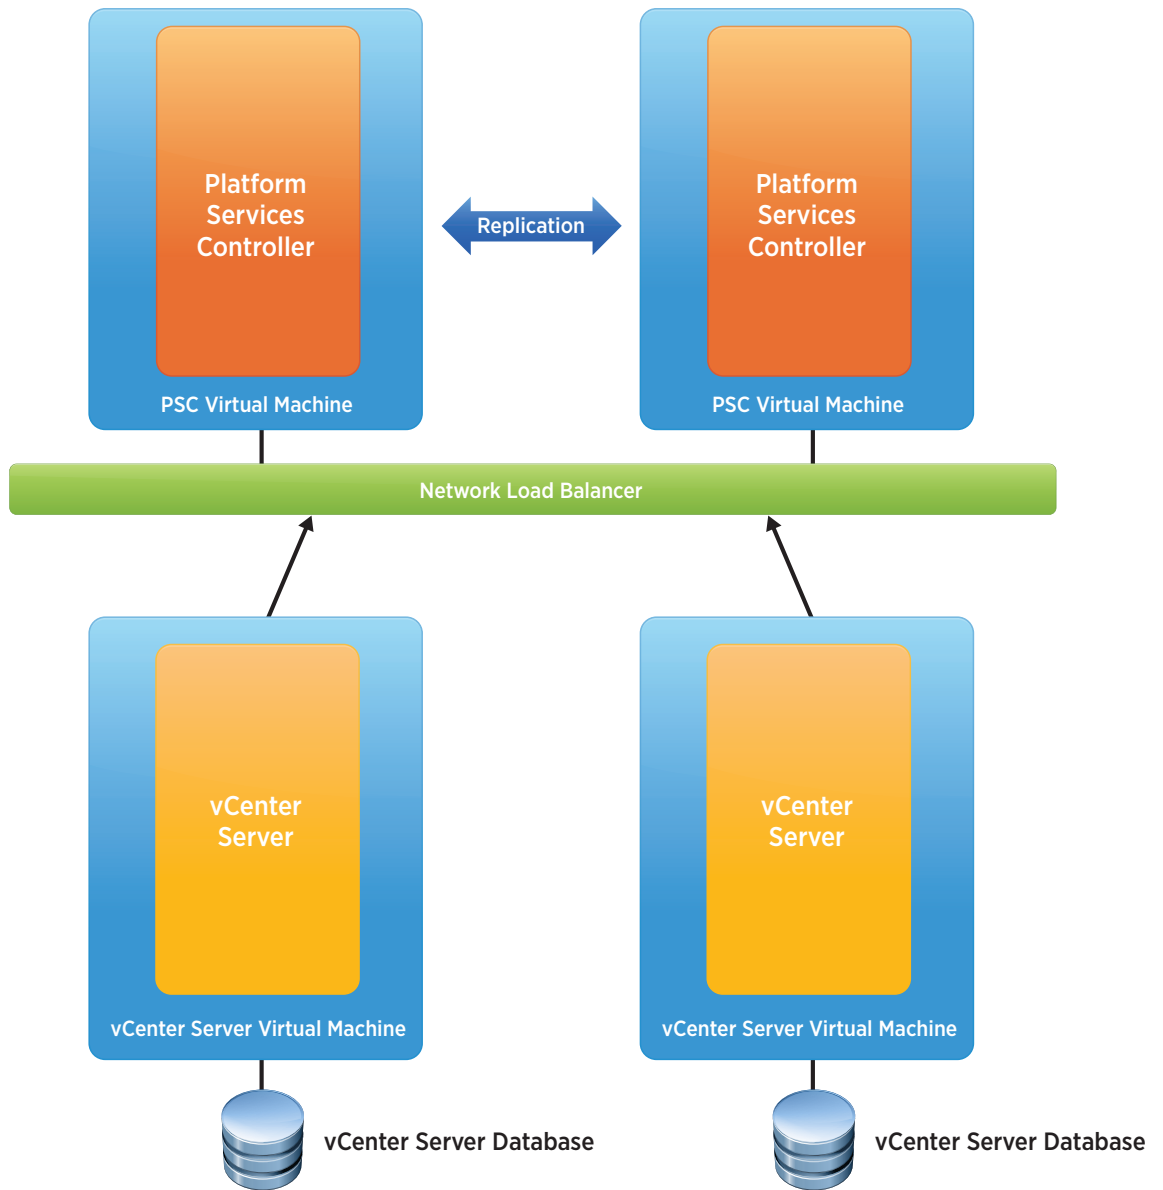 Platform
Services
Controller
Replication
Platform
Services
Controller
PSC Virtual Machine
PSC Virtual Machine
Network Load Balancer
vCenter
Server
vCenter
Server
vCenter Server Virtual Machine
vCenter Server Virtual Machine
vCenter Server Database
vCenter Server Database